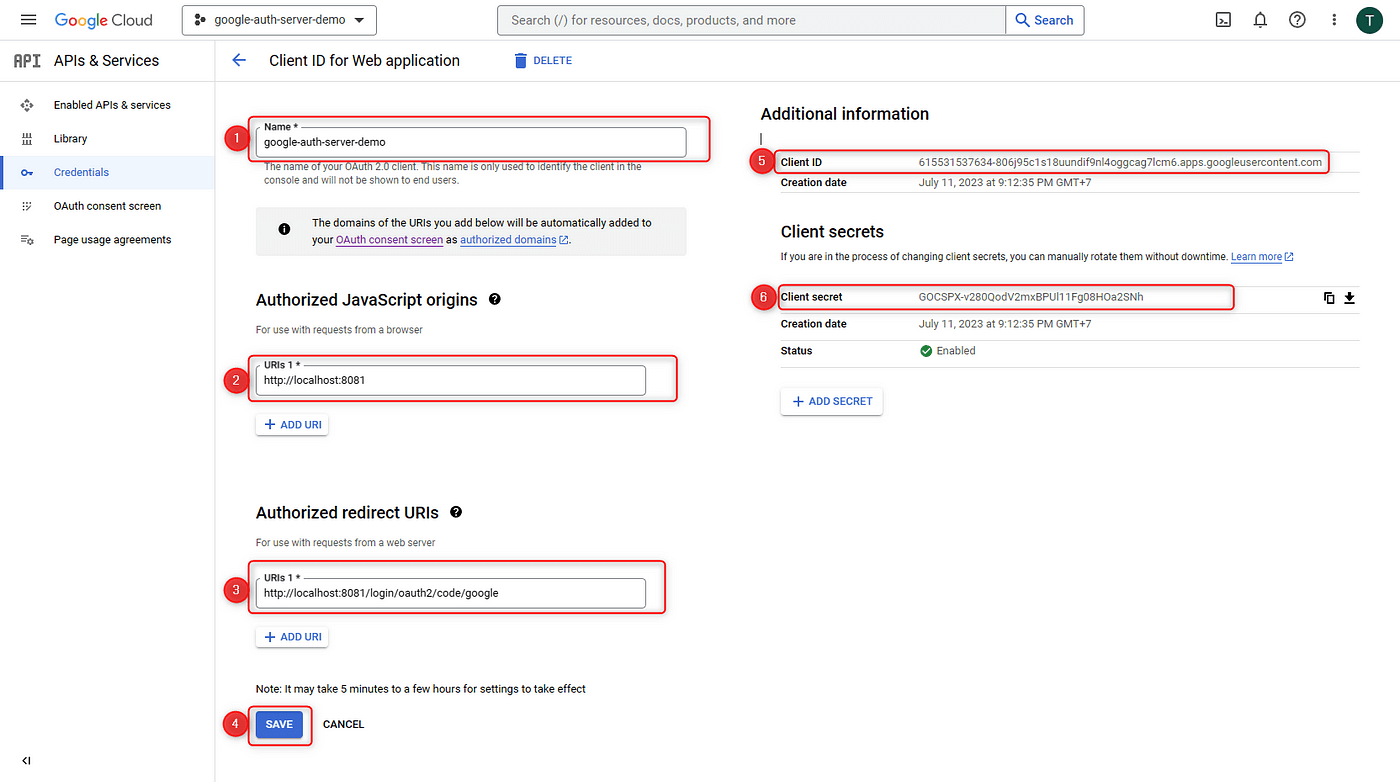 Google Cloud
google-auth-server-demo
Search (/) for resources, docs, products, and more
Search
T
API APIs & Services
Enabled APIs & services
Library
Credentials
OAuth consent screen
Page usage agreements
Client ID for Web application
DELETE
1
Name *
google-auth-server-demo
The name of your OAuth 2.0 client. This name is only used to identify the client in the
console and will not be shown to end users.
The domains of the URIs you add below will be automatically added to
your OAuth consent screen as authorized domains.
Authorized JavaScript origins
For use with requests from a browser
2
URIs 1 *
http://localhost:8081
+ ADD URI
Authorized redirect URIs
For use with requests from a web server
3
URIs 1 *
http://localhost:8081/login/oauth2/code/google
+ ADD URI
Note: It may take 5 minutes to a few hours for settings to take effect
4
SAVE CANCEL
Additional information
5
Client ID 615531537634-806j95c1s18uundif9nl4oggcag7lcm6.apps.googleusercontent.com
Creation date July 11, 2023 at 9:12:35 PM GMT+7
Client secrets
If you are in the process of changing client secrets, you can manually rotate them without downtime. Learn more
6
Client secret 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
Creation date July 11, 2023 at 9:12:35 PM GMT+7
Status Enabled
+ ADD SECRET